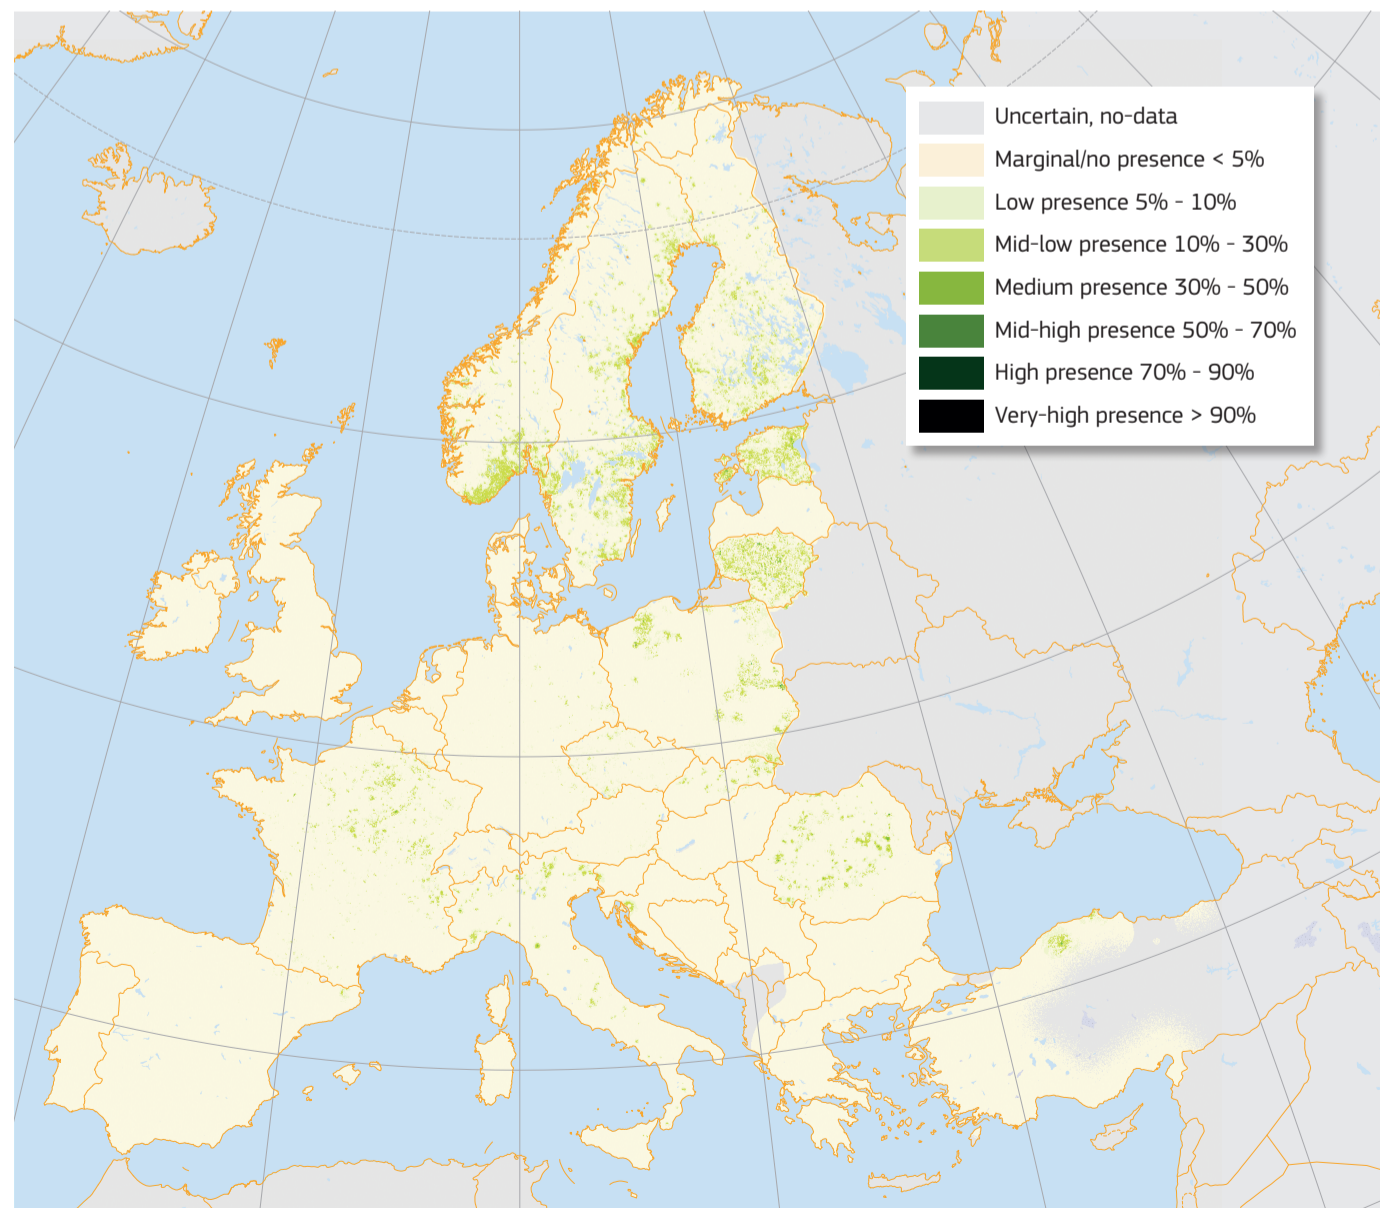 Uncertain, no-data
Marginal/no presence < 5%
Low presence 5% - 10%
Mid-low presence 10% - 30%
Medium presence 30% - 50%
Mid-high presence 50% - 70%
High presence 70% - 90%
Very-high presence > 90%